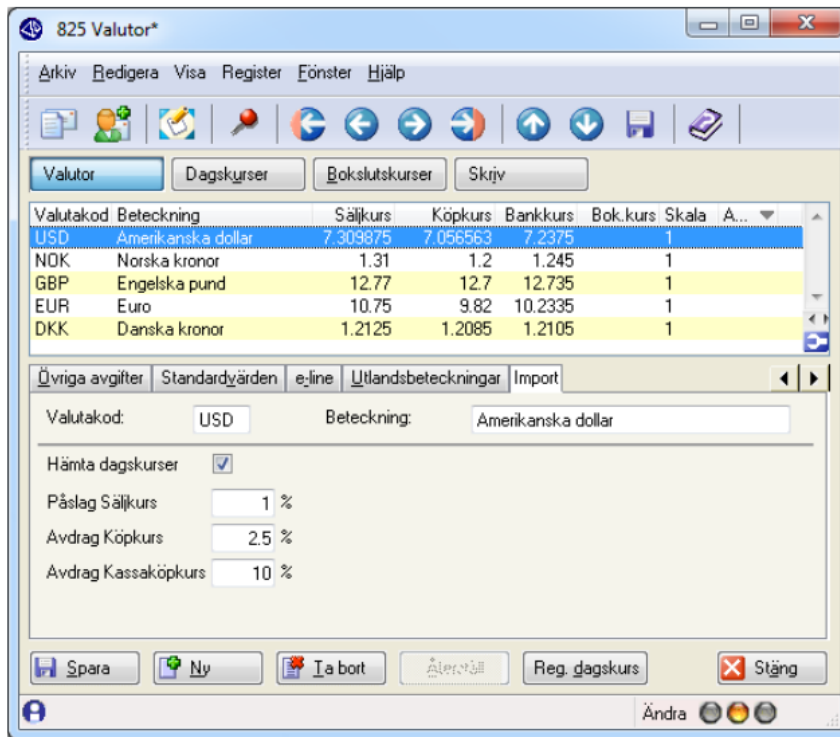 825 Valutor*
Arkiv Redigera Visa Register Fönster Hjälp
Valutor Dagskurser Bokslutskurser Skriv
Valutakod Beteckning Säljkurs Köpkurs Bankkurs Bok.kurs Skala A...
USD Amerikanska dollar 7.309875 7.056563 7.2375 1
NOK Norska kronor 1.31 1.2 1.245 1
GBP Engelska pund 12.77 12.7 12.735 1
EUR Euro 10.75 9.82 10.2335 1
DKK Danska kronor 1.2125 1.2085 1.2105 1
Övriga avgifter Standardvärden e-line Utlandsbeteckningar Import
Valutakod: USD Beteckning: Amerikanska dollar
Hämta dagskurser
Påslag Säljkurs 1 %
Avdrag Köpkurs 2.5 %
Avdrag Kassaköpkurs 10 %
Spara Ny Ta bort Återställ Reg. dagskurs Stäng
Ändra